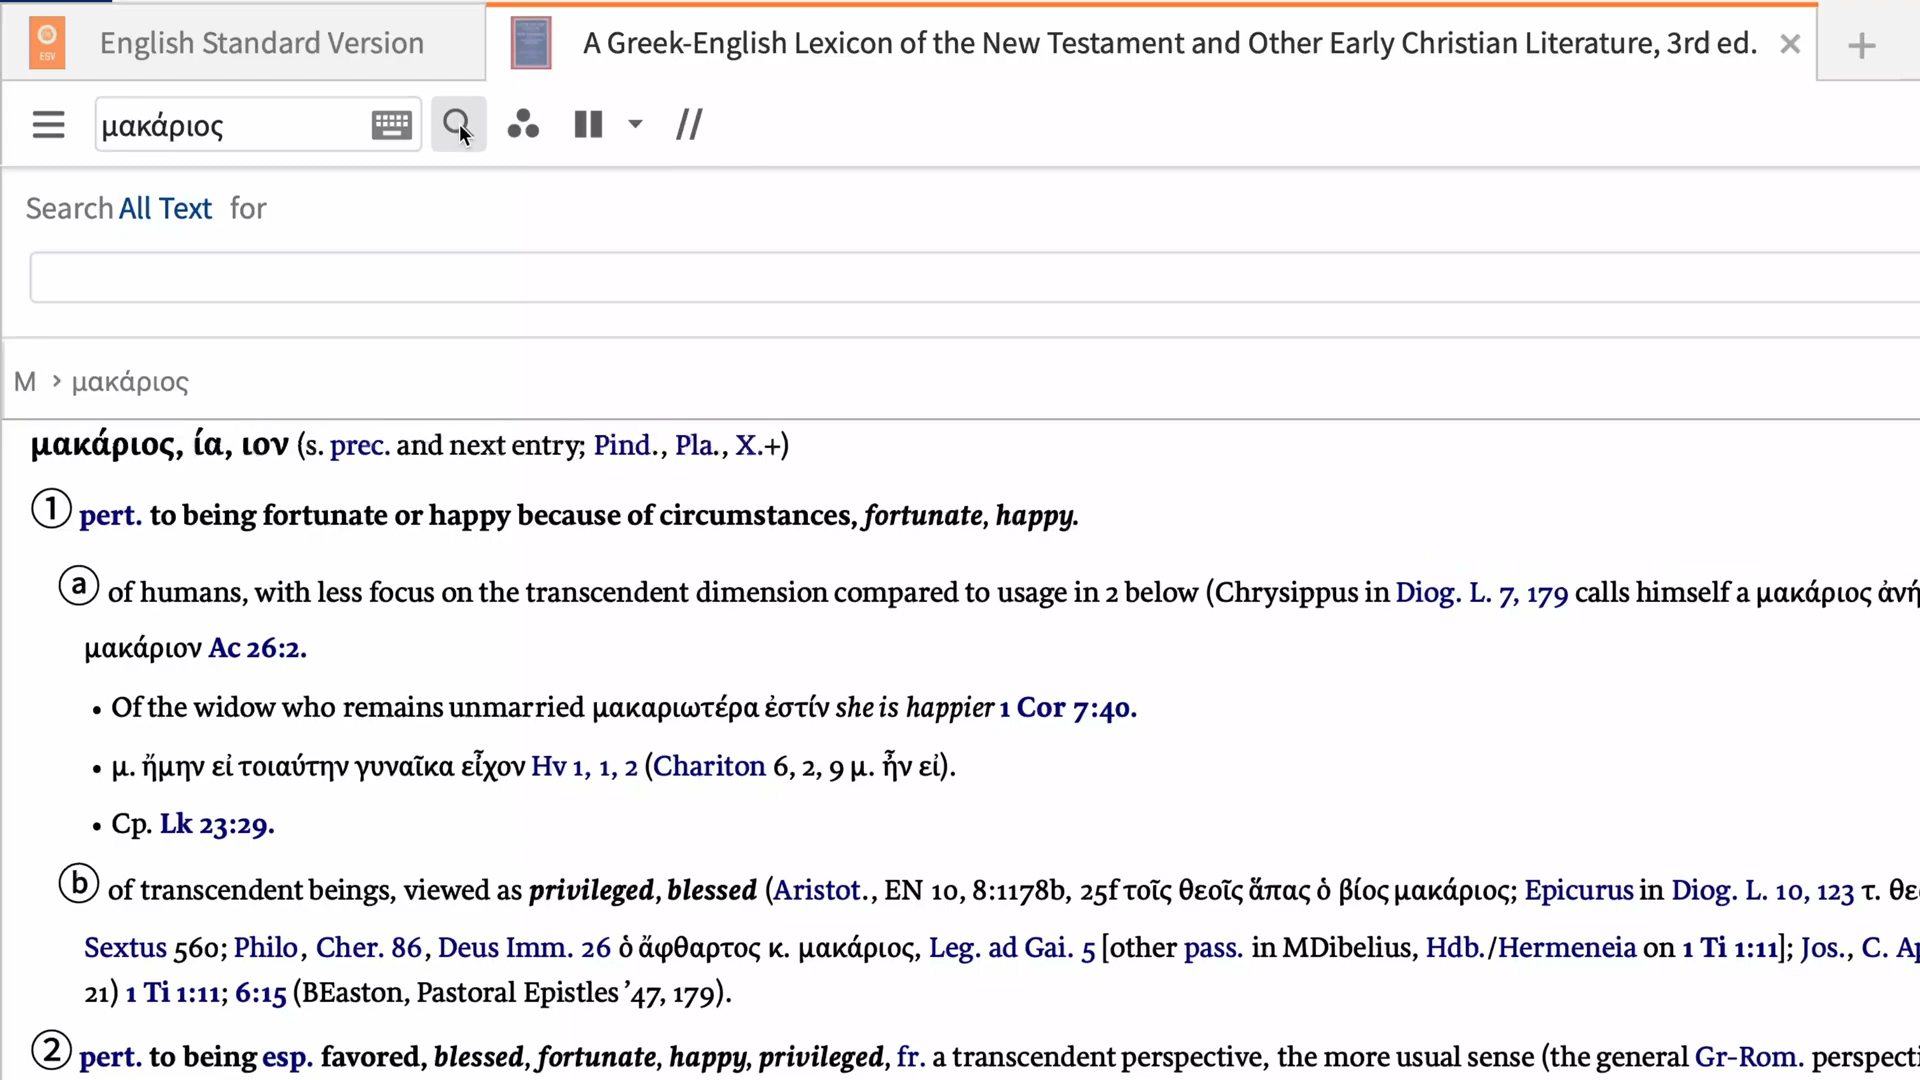 ESV English Standard Version A Greek-English Lexicon of the New Testament and Other Early Christian Literature, 3rd ed.
μακάριος
Search All Text for
M > μακάριος
μακάριος, ία, ιον (s. prec. and next entry; Pind., Pla., X.+)
① pert. to being fortunate or happy because of circumstances, fortunate, happy.
ⓐ of humans, with less focus on the transcendent dimension compared to usage in 2 below (Chrysippus in Diog. L. 7, 179 calls himself a μακάριος
μακάριον Ac 26:2.
• Of the widow who remains unmarried μακαριωτέρα ἐστίν she is happier 1 Cor 7:40.
• μ. ἤμην εἰ τοιαύτην γυναῖκα εἶχον Hv 1, 1, 2 (Chariton 6, 2, 9 μ. ἦν εἰ).
• Cp. Lk 23:29.
ⓑ of transcendent beings, viewed as privileged, blessed (Aristot., EN 10, 8:1178b, 25f τοῖς θεοῖς ἅπας ὁ βίος μακάριος; Epicurus in Diog. L. 10, 123 τ.
Sextus 560; Philo, Cher. 86, Deus Imm. 26 ὁ ἄφθαρτος κ. μακάριος, Leg. ad Gai. 5 [other pass. in MDibelius, Hdb./Hermeneia on 1 Ti 1:11]; Jos., C.
21) 1 Ti 1:11; 6:15 (BEaston, Pastoral Epistles ’47, 179).
② pert. to being esp. favored, blessed, fortunate, happy, privileged, fr. a transcendent perspective, the more usual sense (the general Gr-Rom.